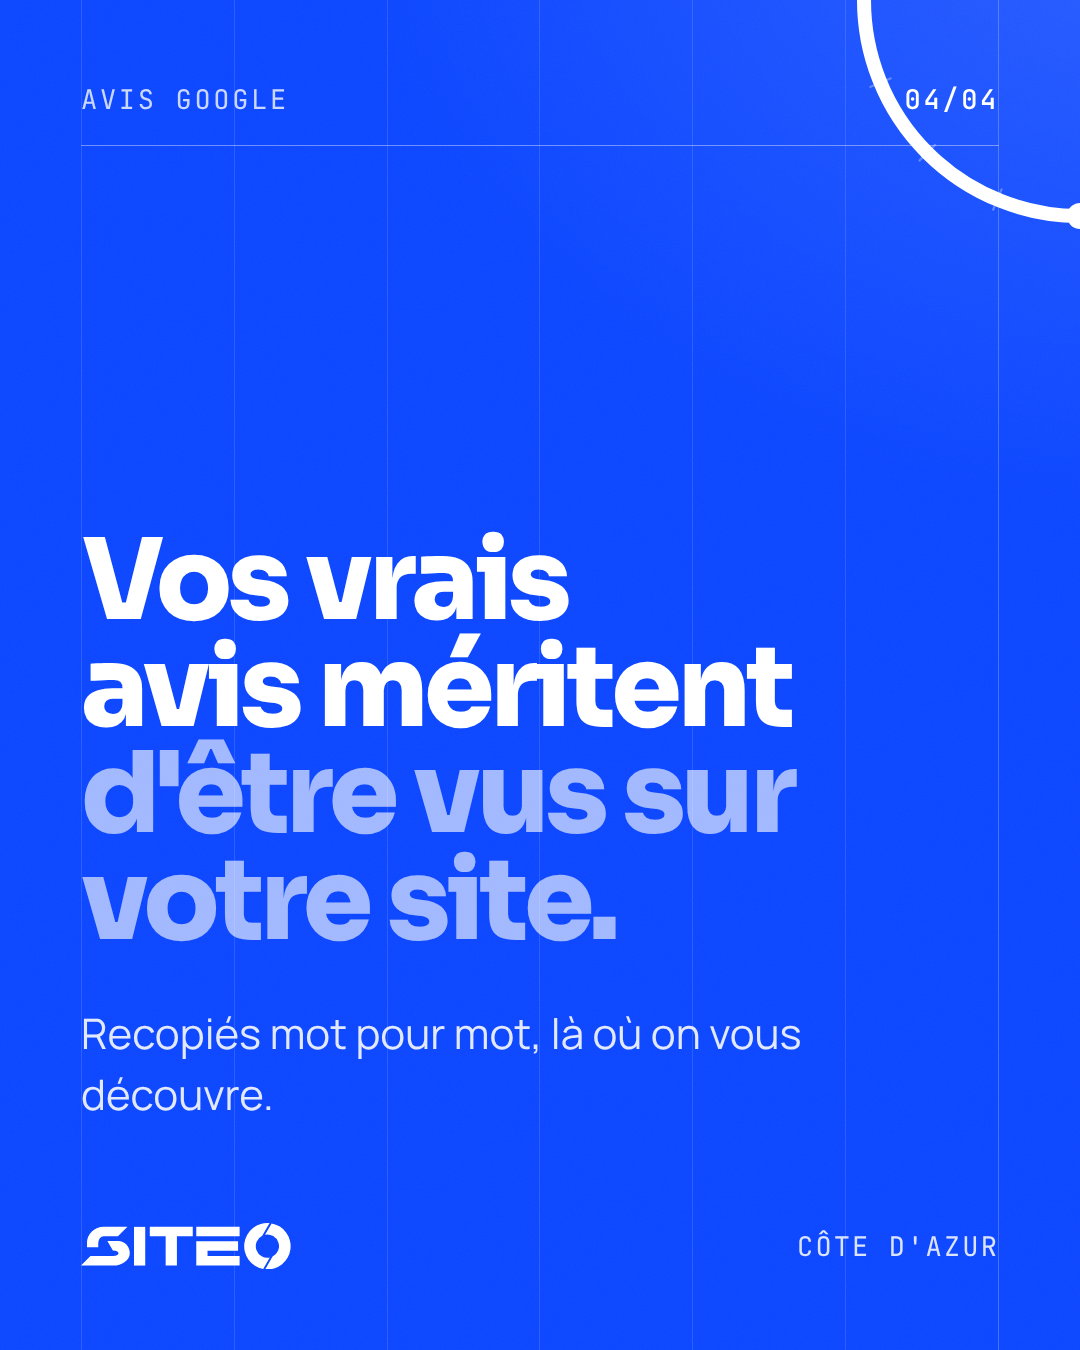 AVIS GOOGLE
04/04
Vos vrais
avis méritent
d'être vus sur
votre site.
Recopiés mot pour mot, là où on vous
découvre.
SITEO
CÔTE D'AZUR